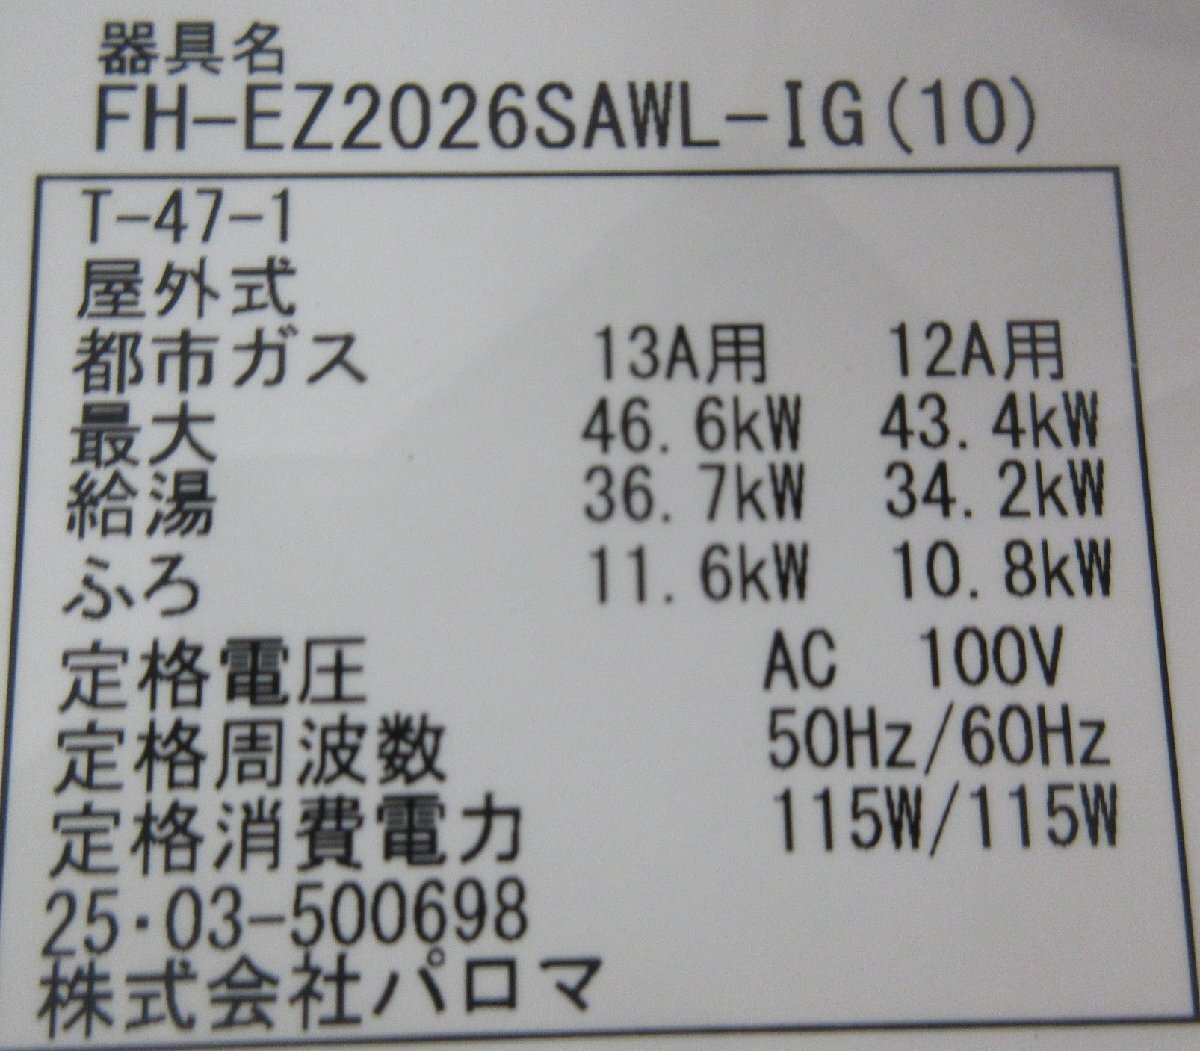 器具名
FH-EZ2026SAWL-IG(10)
T-47-1
屋外式
都市ガス 13A用 12A用
最大 46.6kW 43.4kW
給湯 36.7kW 34.2kW
ふろ 11.6kW 10.8kW
定格電圧 AC 100V
定格周波数 50Hz/60Hz
定格消費電力 115W/115W
25・03-500698
株式会社パロマ